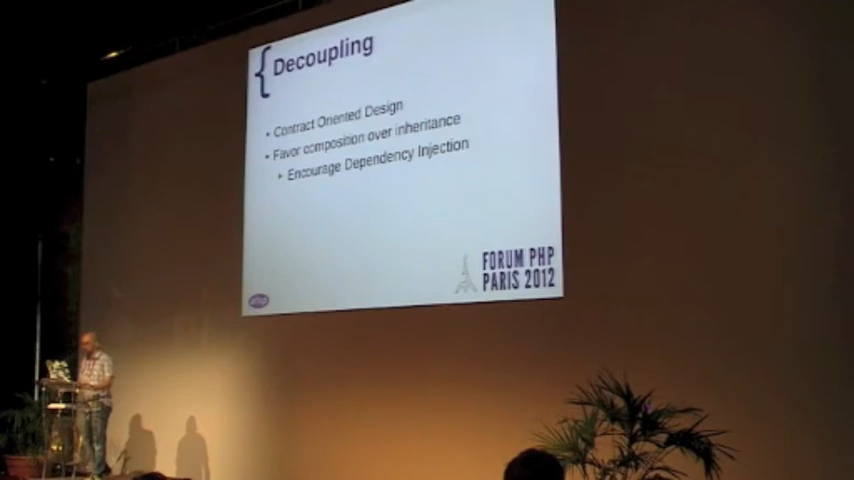 { Decoupling
• Contract Oriented Design
• Favor composition over inheritance
• Encourage Dependency Injection
FORUM PHP
PARIS 2012